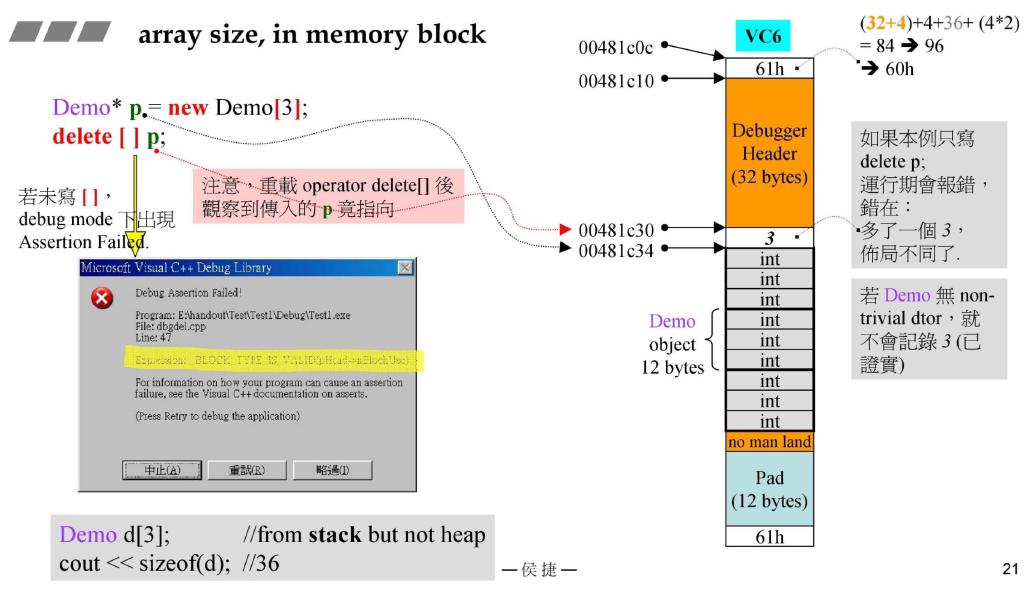 array size, in memory block
Demo* p = new Demo[3];
delete [ ] p;
若未寫 [ ]，
debug mode 下出現
Assertion Failed.
注意，重載 operator delete[] 後
觀察到傳入的 p 竟指向
Microsoft Visual C++ Debug Library
Debug Assertion Failed!
Program: E:\handout\Test\Test1\Debug\Test1.exe
File: dbgdel.cpp
Line: 47
Expression: _BLOCK_TYPE_IS_VALID(pHead->nBlockUse)
For information on how your program can cause an assertion
failure, see the Visual C++ documentation on asserts.
(Press Retry to debug the application)
中止(A)
重試(R)
略過(I)
Demo d[3]; //from stack but not heap
cout << sizeof(d); //36
VC6
00481c0c
61h
00481c10
Debugger
Header
(32 bytes)
00481c30
3
00481c34
int
int
int
int
int
int
int
int
int
Demo
object
12 bytes
no man land
Pad
(12 bytes)
61h
(32+4)+4+36+ (4*2)
= 84 ➔ 96
➔ 60h
如果本例只寫
delete p;
運行期會報錯，
錯在：
多了一個 3，
佈局不同了.
若 Demo 無 non-
trivial dtor，就
不會記錄 3 (已
證實)
—侯捷—
21